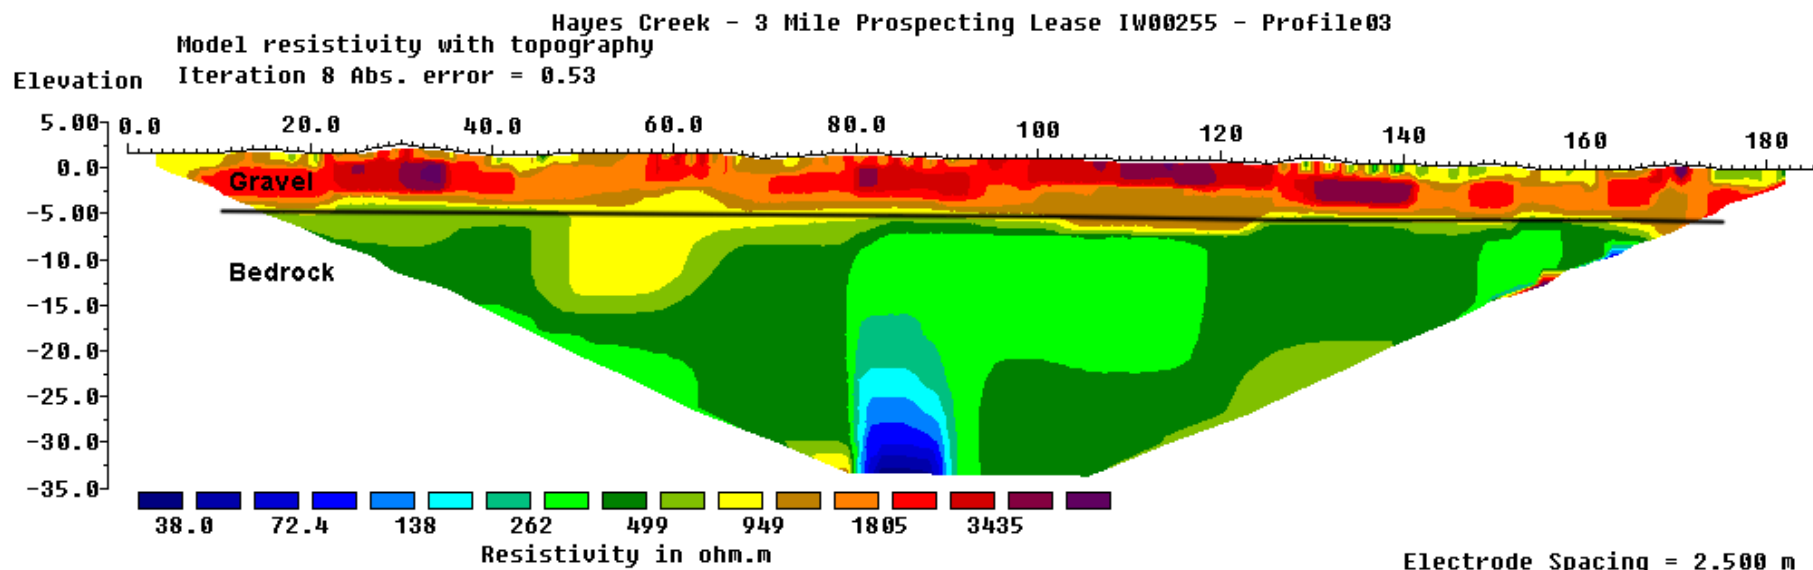 Hayes Creek - 3 Mile Prospecting Lease IW00255 - Profile03
Model resistivity with topography
Elevation Iteration 8 Abs. error = 0.53
5.00 0.0 20.0 40.0 60.0 80.0 100 120 140 160 180
0.0
Gravel
-5.00
-10.0
Bedrock
-15.0
-20.0
-25.0
-30.0
-35.0
38.0 72.4 138 262 499 949 1805 3435
Resistivity in ohm.m
Electrode Spacing = 2.500 m